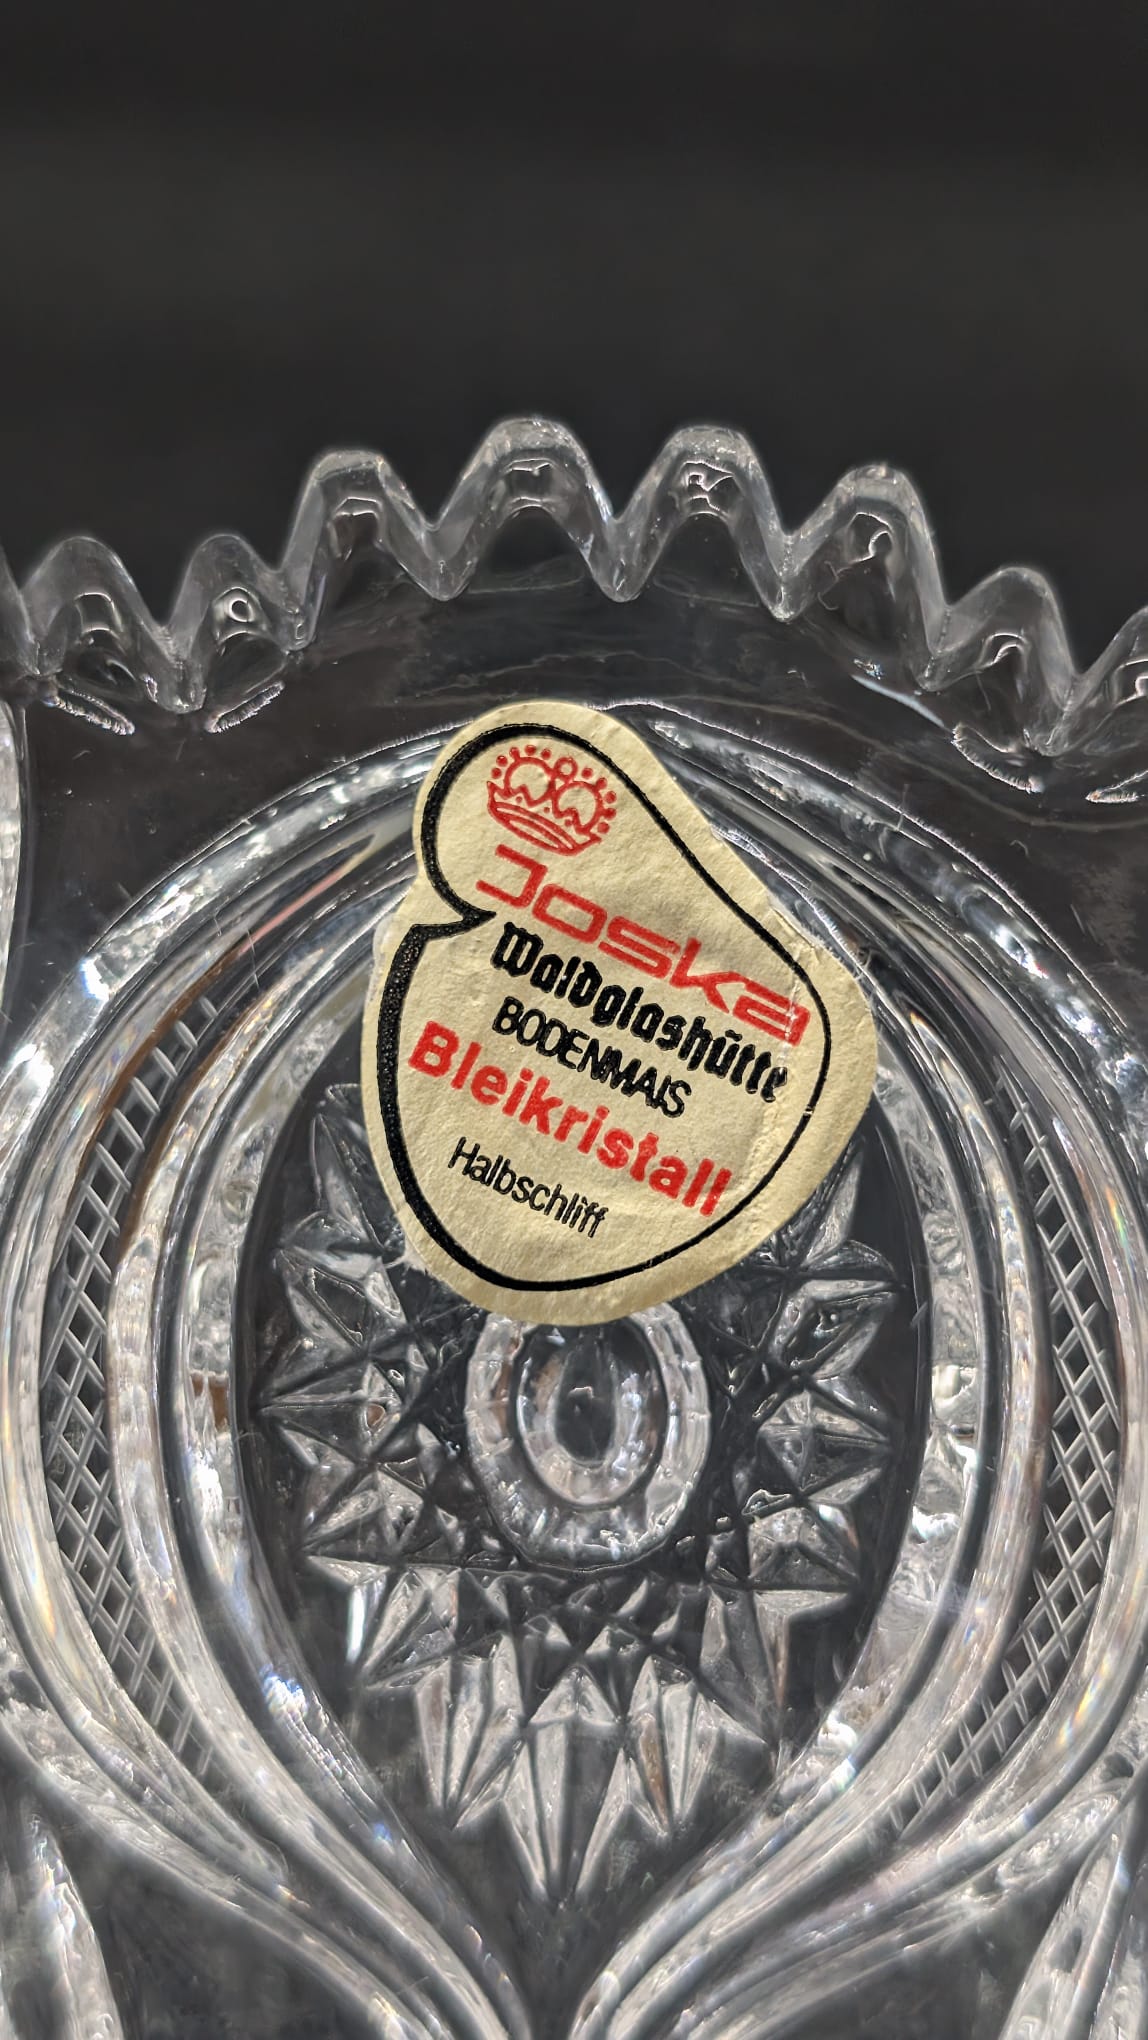 Joska
Waldglashütte
BODENMAIS
Bleikristall
Halbschliff